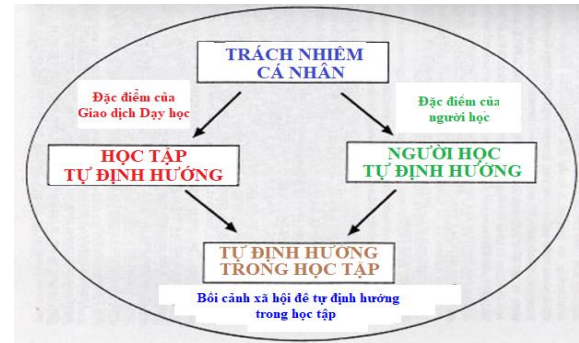 TRÁCH NHIỆM
CÁ NHÂN
Đặc điểm của
Giao dịch Dạy học
Đặc điểm của
người học
HỌC TẬP
TỰ ĐỊNH HƯỚNG
NGƯỜI HỌC
TỰ ĐỊNH HƯỚNG
TỰ ĐỊNH HƯƠNG
TRONG HỌC TẬP
Bối cảnh xã hội để tự định hướng
trong học tập